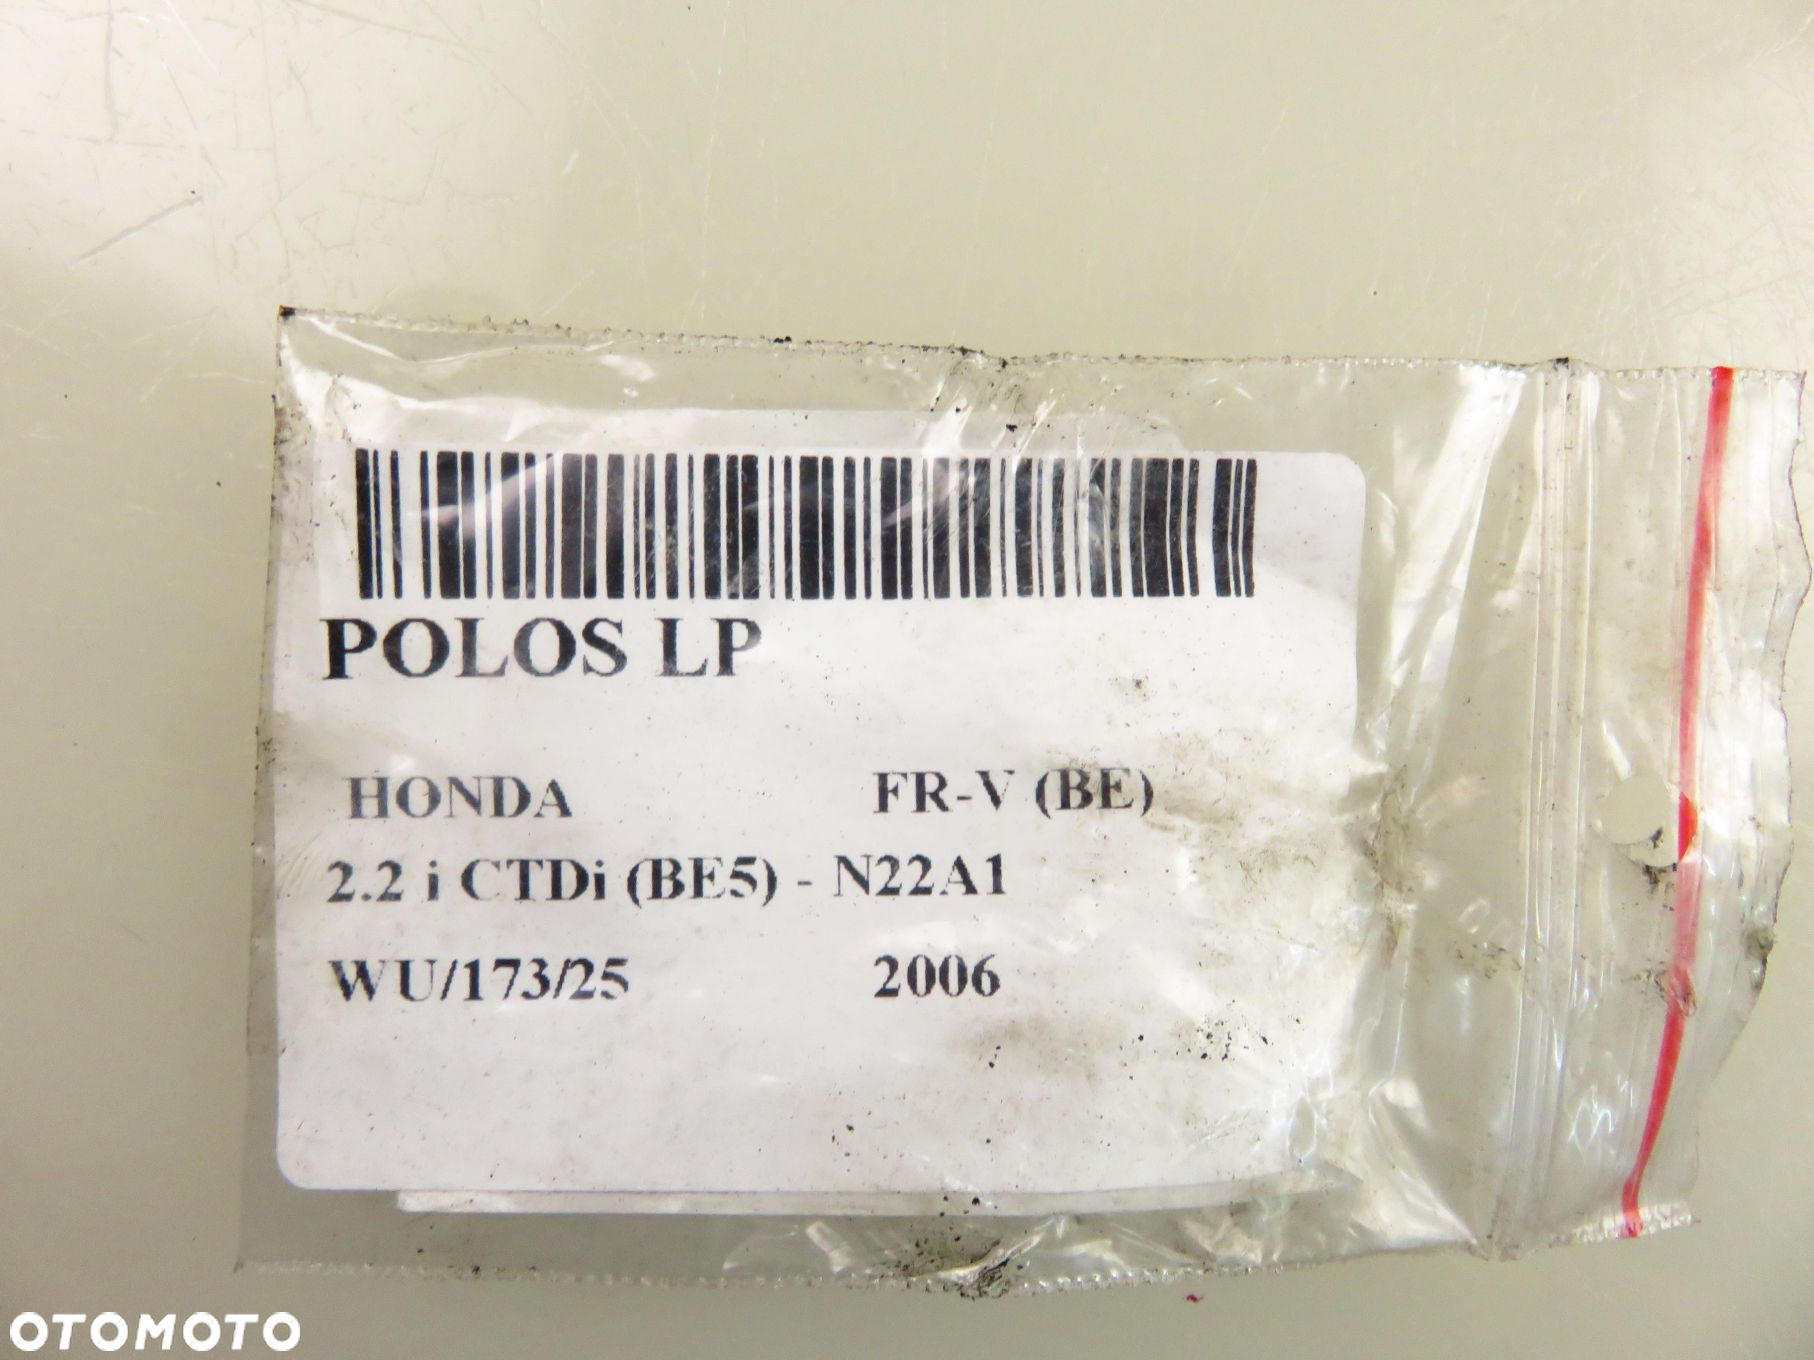 POLOS LP
HONDA FR-V (BE)
2.2 i CTDi (BE5) - N22A1
WU/173/25 2006
OTOMOTO